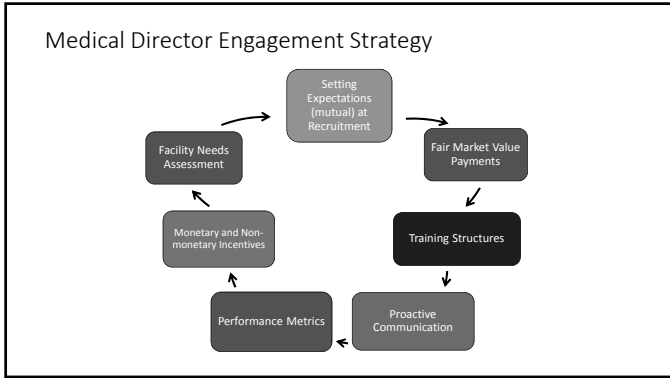 Medical Director Engagement Strategy
Setting
Expectations
(mutual) at
Recruitment
Fair Market Value
Payments
Training Structures
Proactive
Communication
Performance Metrics
Monetary and Non-
monetary Incentives
Facility Needs
Assessment